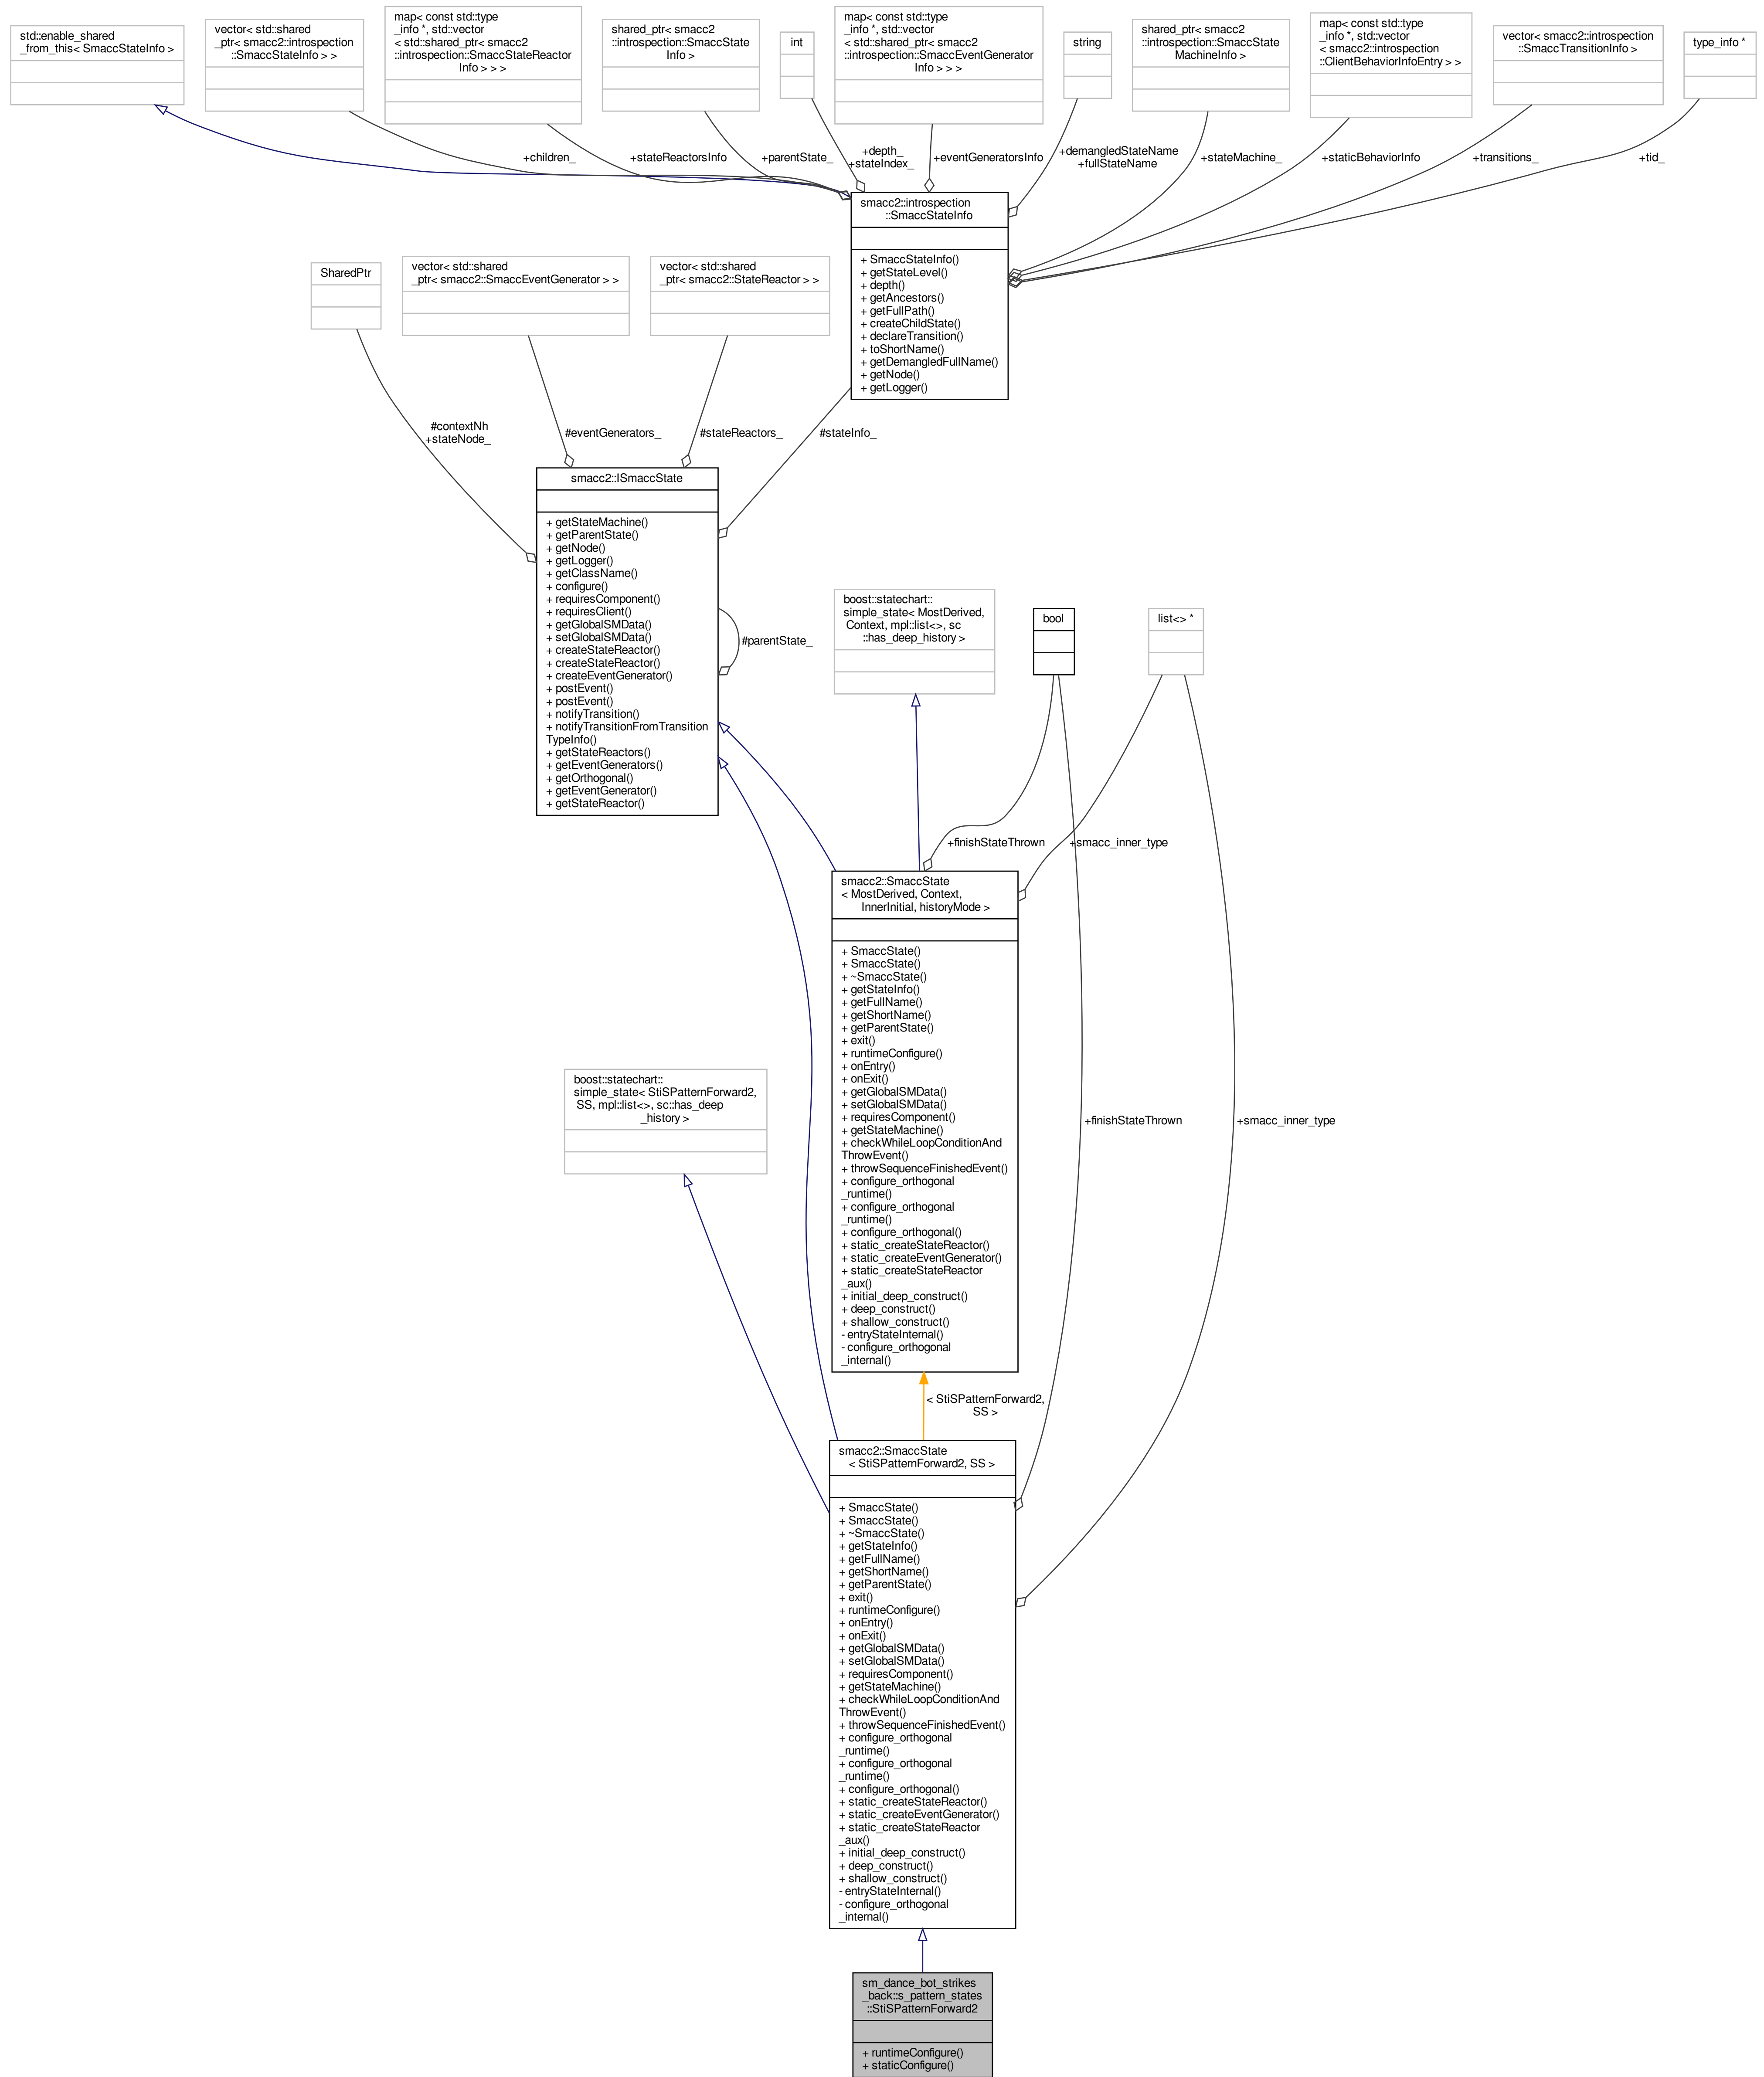 std::enable_shared
_from_this< SmaccStateInfo >
vector< std::shared
_ptr< smacc2::introspection
::SmaccStateInfo > >
map< const std::type
_info *, std::vector
< std::shared_ptr< smacc2
::introspection::SmaccStateReactor
Info > > >
shared_ptr< smacc2
::introspection::SmaccState
Info >
int
map< const std::type
_info *, std::vector
< std::shared_ptr< smacc2
::introspection::SmaccEventGenerator
Info > > >
string
shared_ptr< smacc2
::introspection::SmaccState
MachineInfo >
map< const std::type
_info *, std::vector
< smacc2::introspection
::ClientBehaviorInfoEntry > >
vector< smacc2::introspection
::SmaccTransitionInfo >
type_info *
+children_
+stateReactorsInfo
+parentState_
+depth_
+stateIndex_
+eventGeneratorsInfo
+demangledStateName
+fullStateName
+stateMachine_
+staticBehaviorInfo
+transitions_
+tid_
smacc2::introspection
::SmaccStateInfo
+ SmaccStateInfo()
+ getStateLevel()
+ depth()
+ getAncestors()
+ getFullPath()
+ createChildState()
+ declareTransition()
+ toShortName()
+ getDemangledFullName()
+ getNode()
+ getLogger()
SharedPtr
vector< std::shared
_ptr< smacc2::SmaccEventGenerator > >
vector< std::shared
_ptr< smacc2::StateReactor > >
#contextNh
+stateNode_
#eventGenerators_
#stateReactors_
#stateInfo_
smacc2::ISmaccState
+ getStateMachine()
+ getParentState()
+ getNode()
+ getLogger()
+ getClassName()
+ configure()
+ requiresComponent()
+ requiresClient()
+ getGlobalSMData()
+ setGlobalSMData()
+ createStateReactor()
+ createStateReactor()
+ createEventGenerator()
+ postEvent()
+ postEvent()
+ notifyTransition()
+ notifyTransitionFromTransition
TypeInfo()
+ getStateReactors()
+ getEventGenerators()
+ getOrthogonal()
+ getEventGenerator()
+ getStateReactor()
#parentState_
boost::statechart::
simple_state< MostDerived,
Context, mpl::list<>, sc
::has_deep_history >
bool
list<> *
+finishStateThrown
+smacc_inner_type
smacc2::SmaccState
< MostDerived, Context,
InnerInitial, historyMode >
+ SmaccState()
+ SmaccState()
+ ~SmaccState()
+ getStateInfo()
+ getFullName()
+ getShortName()
+ getParentState()
+ exit()
+ runtimeConfigure()
+ onEntry()
+ onExit()
+ getGlobalSMData()
+ setGlobalSMData()
+ requiresComponent()
+ getStateMachine()
+ checkWhileLoopConditionAnd
ThrowEvent()
+ throwSequenceFinishedEvent()
+ configure_orthogonal
_runtime()
+ configure_orthogonal
_runtime()
+ configure_orthogonal()
+ static_createStateReactor()
+ static_createEventGenerator()
+ static_createStateReactor
_aux()
+ initial_deep_construct()
+ deep_construct()
+ shallow_construct()
- entryStateInternal()
- configure_orthogonal
_internal()
boost::statechart::
simple_state< StiSPatternForward2,
SS, mpl::list<>, sc::has_deep
_history >
+finishStateThrown
+smacc_inner_type
< StiSPatternForward2,
SS >
smacc2::SmaccState
< StiSPatternForward2, SS >
+ SmaccState()
+ SmaccState()
+ ~SmaccState()
+ getStateInfo()
+ getFullName()
+ getShortName()
+ getParentState()
+ exit()
+ runtimeConfigure()
+ onEntry()
+ onExit()
+ getGlobalSMData()
+ setGlobalSMData()
+ requiresComponent()
+ getStateMachine()
+ checkWhileLoopConditionAnd
ThrowEvent()
+ throwSequenceFinishedEvent()
+ configure_orthogonal
_runtime()
+ configure_orthogonal
_runtime()
+ configure_orthogonal()
+ static_createStateReactor()
+ static_createEventGenerator()
+ static_createStateReactor
_aux()
+ initial_deep_construct()
+ deep_construct()
+ shallow_construct()
- entryStateInternal()
- configure_orthogonal
_internal()
sm_dance_bot_strikes
_back::s_pattern_states
::StiSPatternForward2
+ runtimeConfigure()
+ staticConfigure()